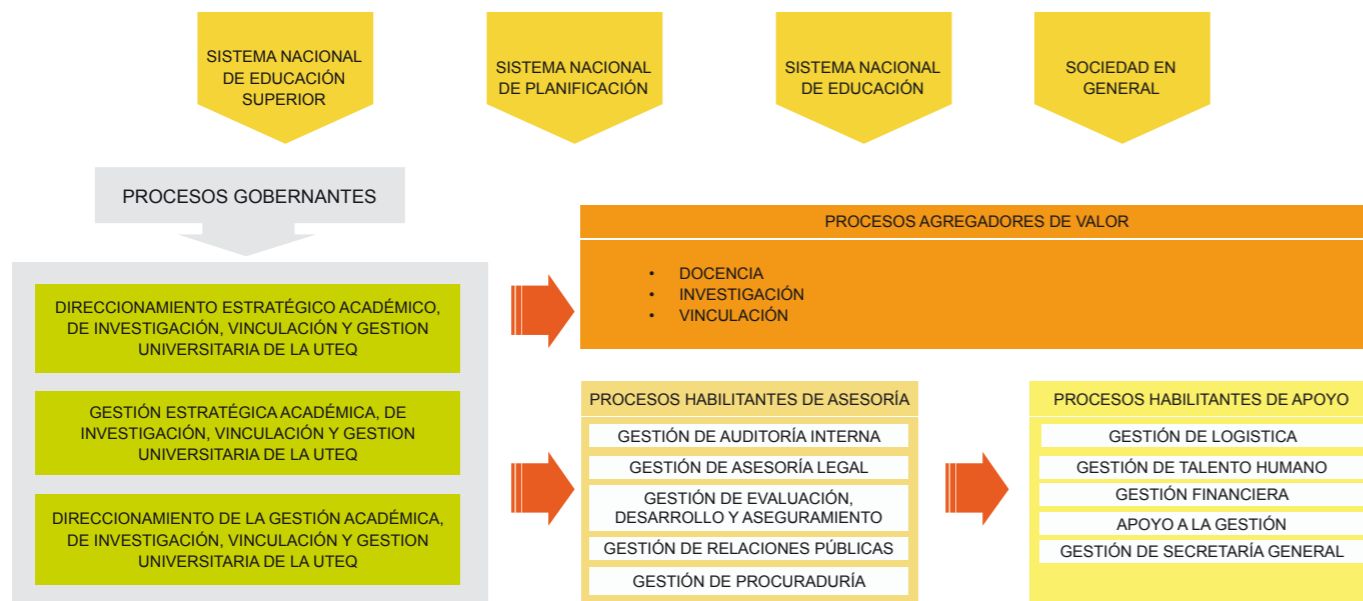 SISTEMA NACIONAL
DE EDUCACIÓN
SUPERIOR
SISTEMA NACIONAL
DE PLANIFICACIÓN
SISTEMA NACIONAL
DE EDUCACIÓN
SOCIEDAD EN
GENERAL
PROCESOS GOBERNANTES
DIRECCIONAMIENTO ESTRATÉGICO ACADÉMICO,
DE INVESTIGACIÓN, VINCULACIÓN Y GESTION
UNIVERSITARIA DE LA UTEQ
GESTIÓN ESTRATÉGICA ACADÉMICA, DE
INVESTIGACIÓN, VINCULACIÓN Y GESTION
UNIVERSITARIA DE LA UTEQ
DIRECCIONAMIENTO DE LA GESTIÓN ACADÉMICA,
DE INVESTIGACIÓN, VINCULACIÓN Y GESTION
UNIVERSITARIA DE LA UTEQ
PROCESOS AGREGADORES DE VALOR
• DOCENCIA
• INVESTIGACIÓN
• VINCULACIÓN
PROCESOS HABILITANTES DE ASESORÍA
GESTIÓN DE AUDITORÍA INTERNA
GESTIÓN DE ASESORÍA LEGAL
GESTIÓN DE EVALUACIÓN,
DESARROLLO Y ASEGURAMIENTO
GESTIÓN DE RELACIONES PÚBLICAS
GESTIÓN DE PROCURADURÍA
PROCESOS HABILITANTES DE APOYO
GESTIÓN DE LOGISTICA
GESTIÓN DE TALENTO HUMANO
GESTIÓN FINANCIERA
APOYO A LA GESTIÓN
GESTIÓN DE SECRETARÍA GENERAL